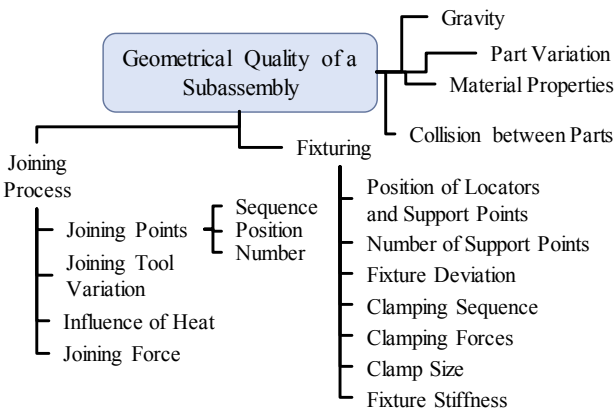 Geometrical Quality of a
Subassembly
Gravity
Part Variation
Material Properties
Collision between Parts
Joining
Process
Joining Points
Sequence
Position
Number
Joining Tool
Variation
Influence of Heat
Joining Force
Fixturing
Position of Locators
and Support Points
Number of Support Points
Fixture Deviation
Clamping Sequence
Clamping Forces
Clamp Size
Fixture Stiffness